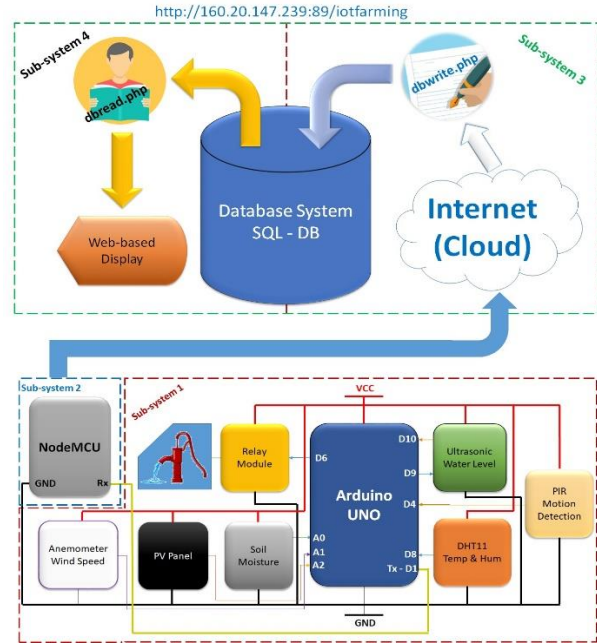 http://160.20.147.239:89/iotfarming
Sub-system 4
dbread.php
dbwrite.php
Sub-system 3
Database System
SQL - DB
Internet
(Cloud)
Web-based
Display
Sub-system 2
Sub-system 1
VCC
NodeMCU
GND
Rx
Relay
Module
D6
Arduino
UNO
D10
D9
D4
Ultrasonic
Water Level
PIR
Motion
Detection
Anemometer
Wind Speed
PV Panel
Soil
Moisture
A0
A1
A2
D8
Tx - D1
DHT11
Temp & Hum
GND